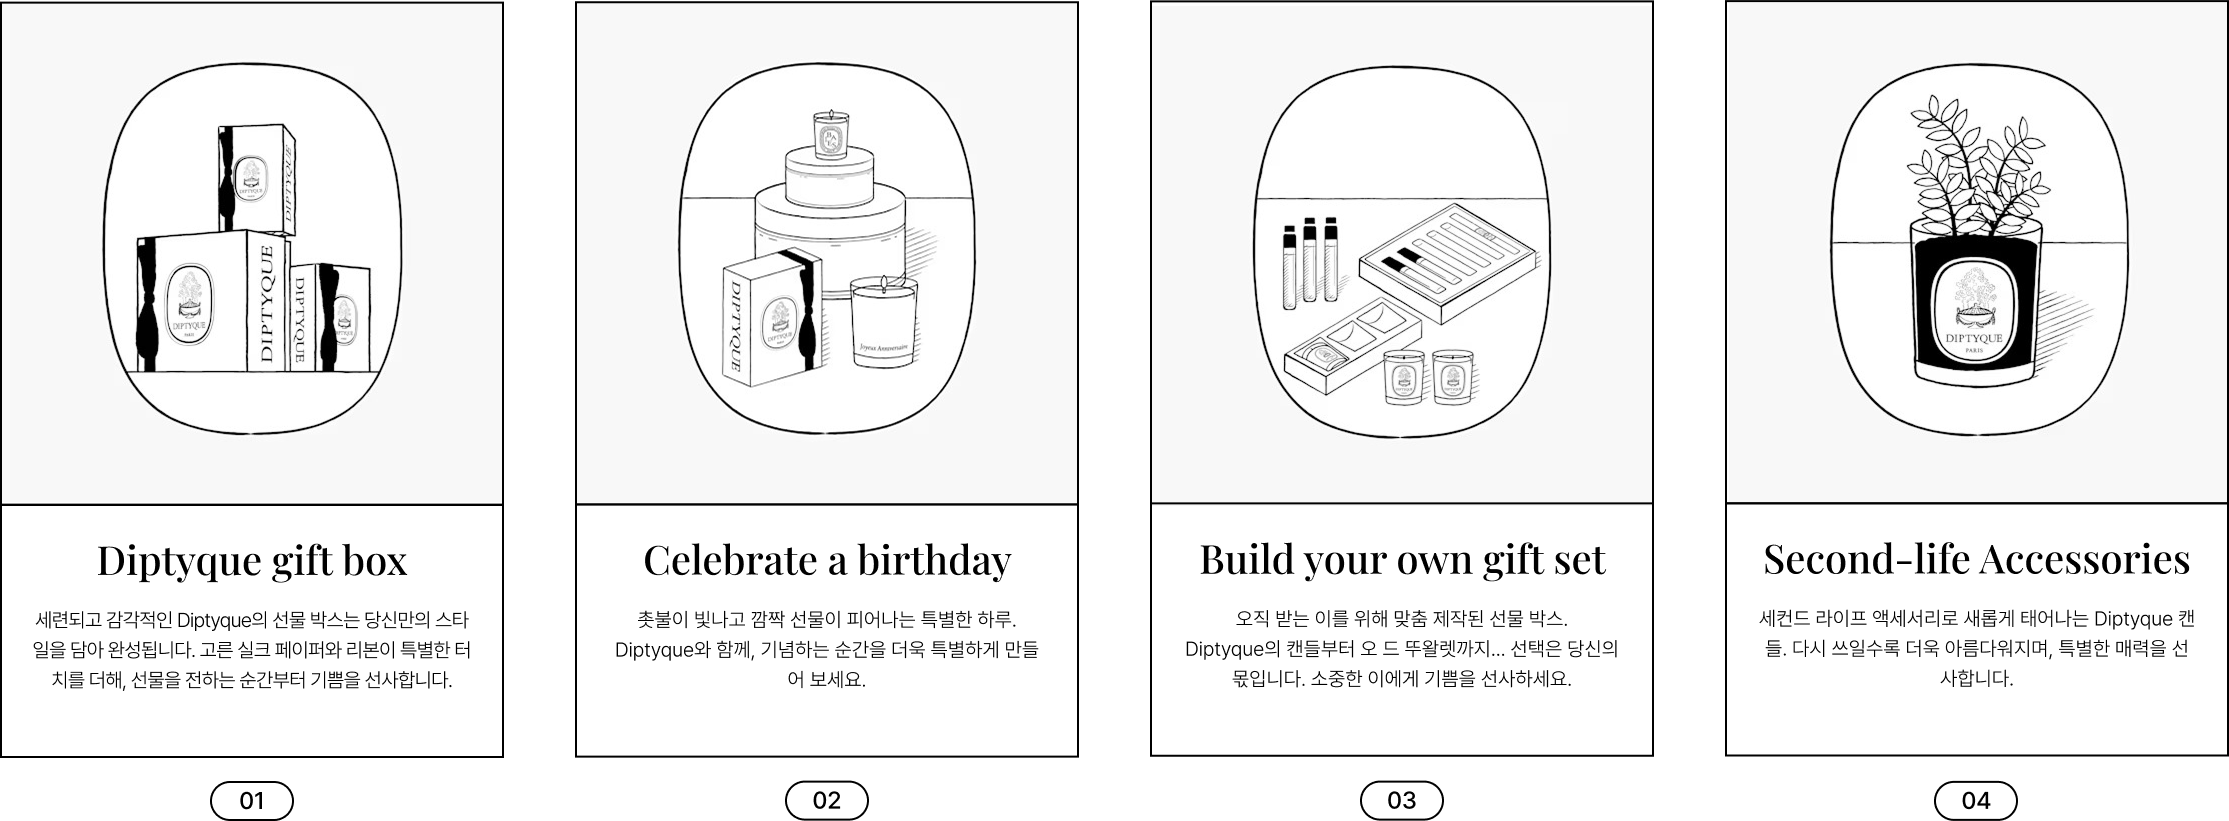 DIPTYQUE
DIPTYQUE
DIPTYQUE
PARIS
DIPTYQUE
DIPTYQUE
DIPTYQUE
Diptyque gift box
세련되고 감각적인 Diptyque의 선물 박스는 당신만의 스타
일을 담아 완성됩니다. 고른 실크 페이퍼와 리본이 특별한 터
치를 더해, 선물을 전하는 순간부터 기쁨을 선사합니다.
01
DIPTYQUE
DIPTYQUE
Joyeux Anniversaire
Celebrate a birthday
촛불이 빛나고 깜짝 선물이 피어나는 특별한 하루.
Diptyque와 함께, 기념하는 순간을 더욱 특별하게 만들
어 보세요.
02
DIPTYQUE
DIPTYQUE
Build your own gift set
오직 받는 이를 위해 맞춤 제작된 선물 박스.
Diptyque의 캔들부터 오 드 뚜왈렛까지... 선택은 당신의
몫입니다. 소중한 이에게 기쁨을 선사하세요.
03
DIPTYQUE
PARIS
Second-life Accessories
세컨드 라이프 액세서리로 새롭게 태어나는 Diptyque 캔
들. 다시 쓰일수록 더욱 아름다워지며, 특별한 매력을 선
사합니다.
04